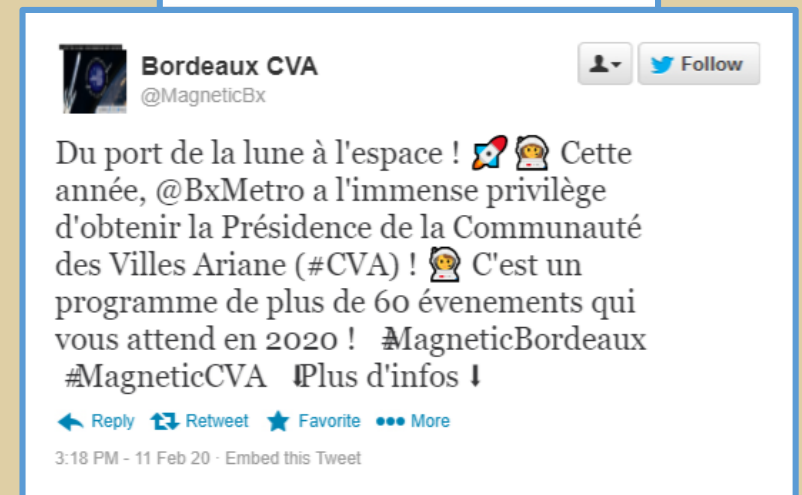 Bordeaux CVA
@MagneticBx
Follow
Du port de la lune à l'espace ! 🚀 🧑‍🚀 Cette
année, @BxMetro a l'immense privilège
d'obtenir la Présidence de la Communauté
des Villes Ariane (#CVA) ! 🧑‍🚀 C'est un
programme de plus de 60 évenements qui
vous attend en 2020 ! #MagneticBordeaux
#MagneticCVA ⬇Plus d'infos ⬇
Reply Retweet Favorite More
3:18 PM - 11 Feb 20 · Embed this Tweet